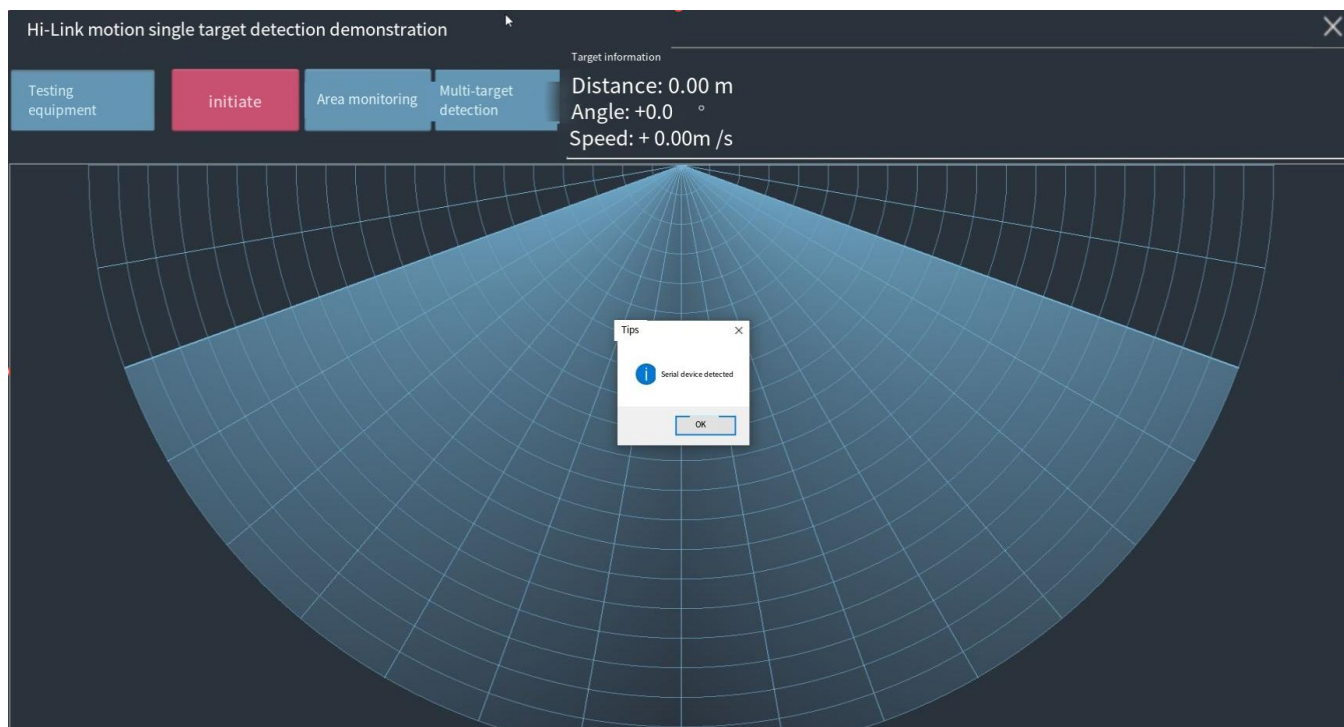 Hi-Link motion single target detection demonstration
Testing
equipment
initiate
Area monitoring
Multi-target
detection
Target information
Distance: 0.00 m
Angle: +0.0 °
Speed: + 0.00m /s
Tips
i
Serial device detected
OK